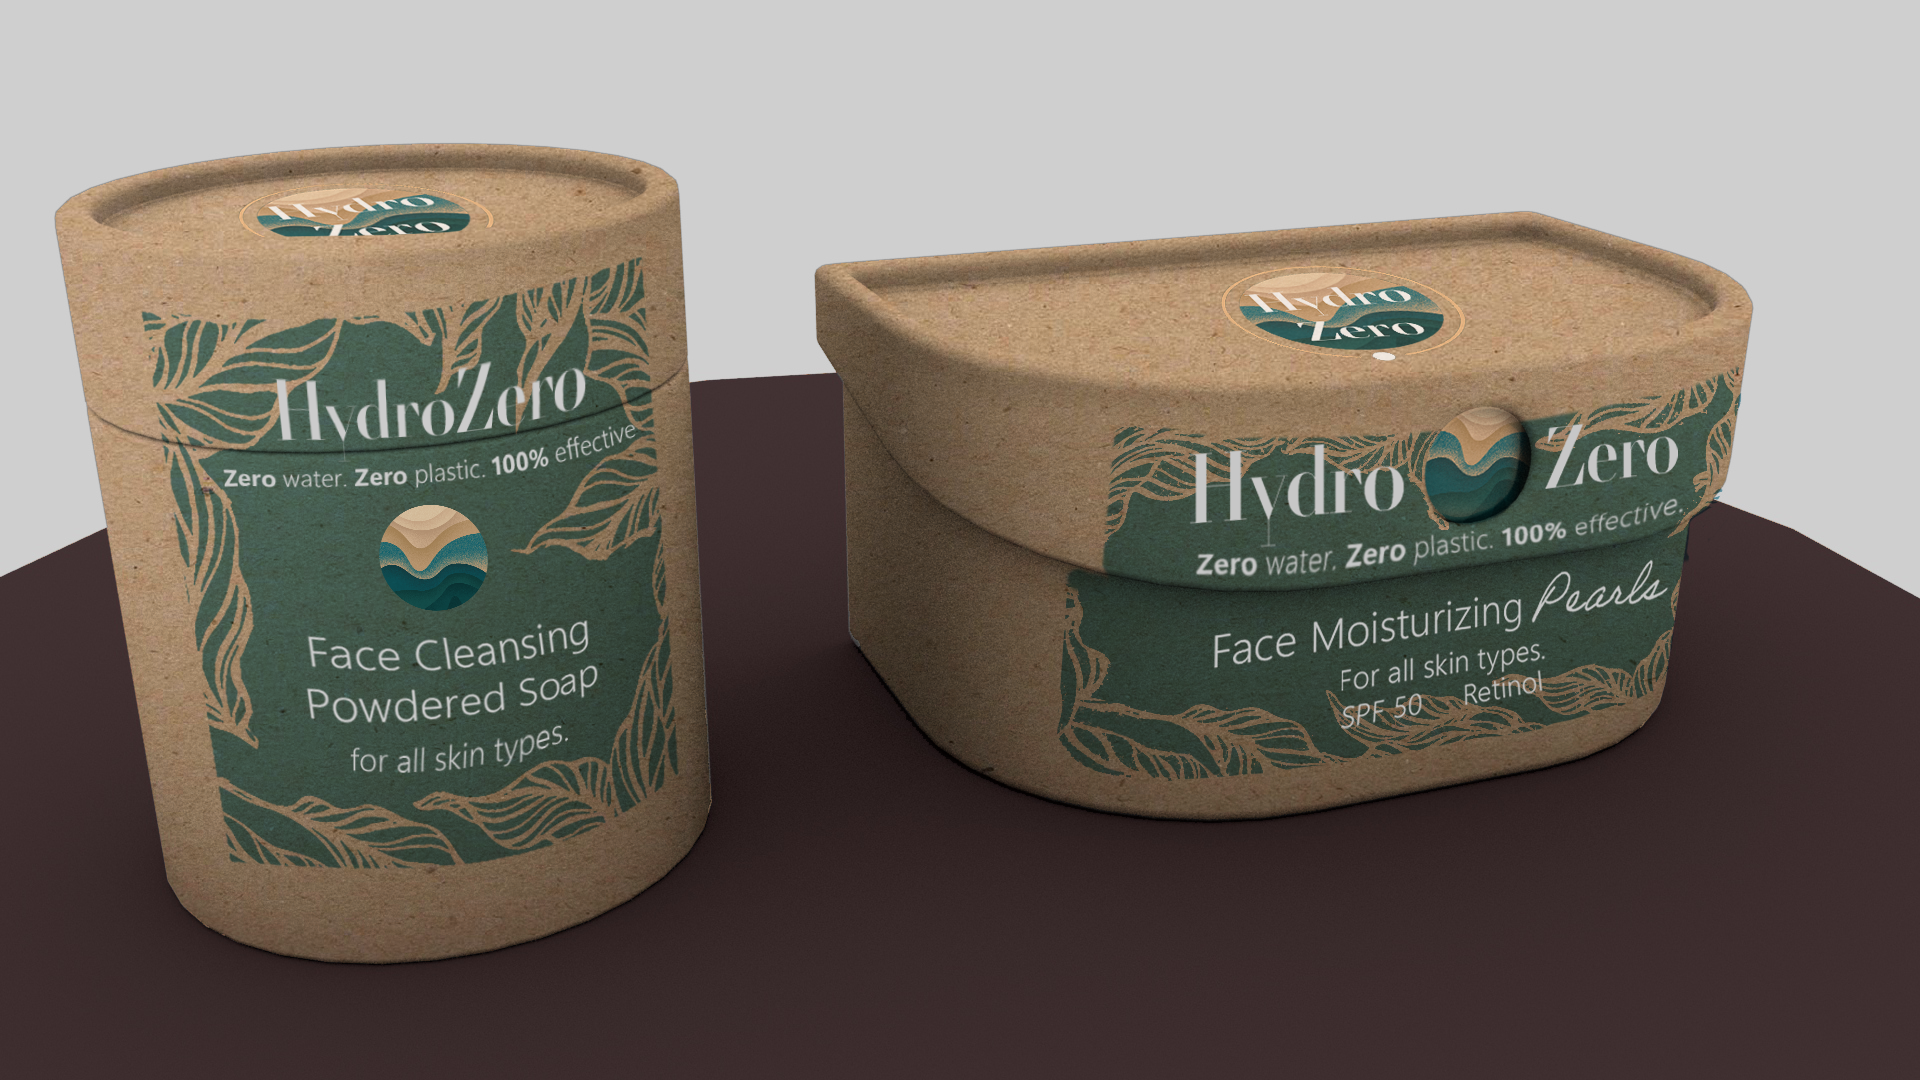 Hydro
Zero
HydroZero
Zero water. Zero plastic. 100% effective
Face Cleansing
Powdered Soap
for all skin types.
Hydro
Zero
Hydro Zero
Zero water. Zero plastic. 100% effective.
Face Moisturizing Pearls
For all skin types.
SPF 50 Retinol